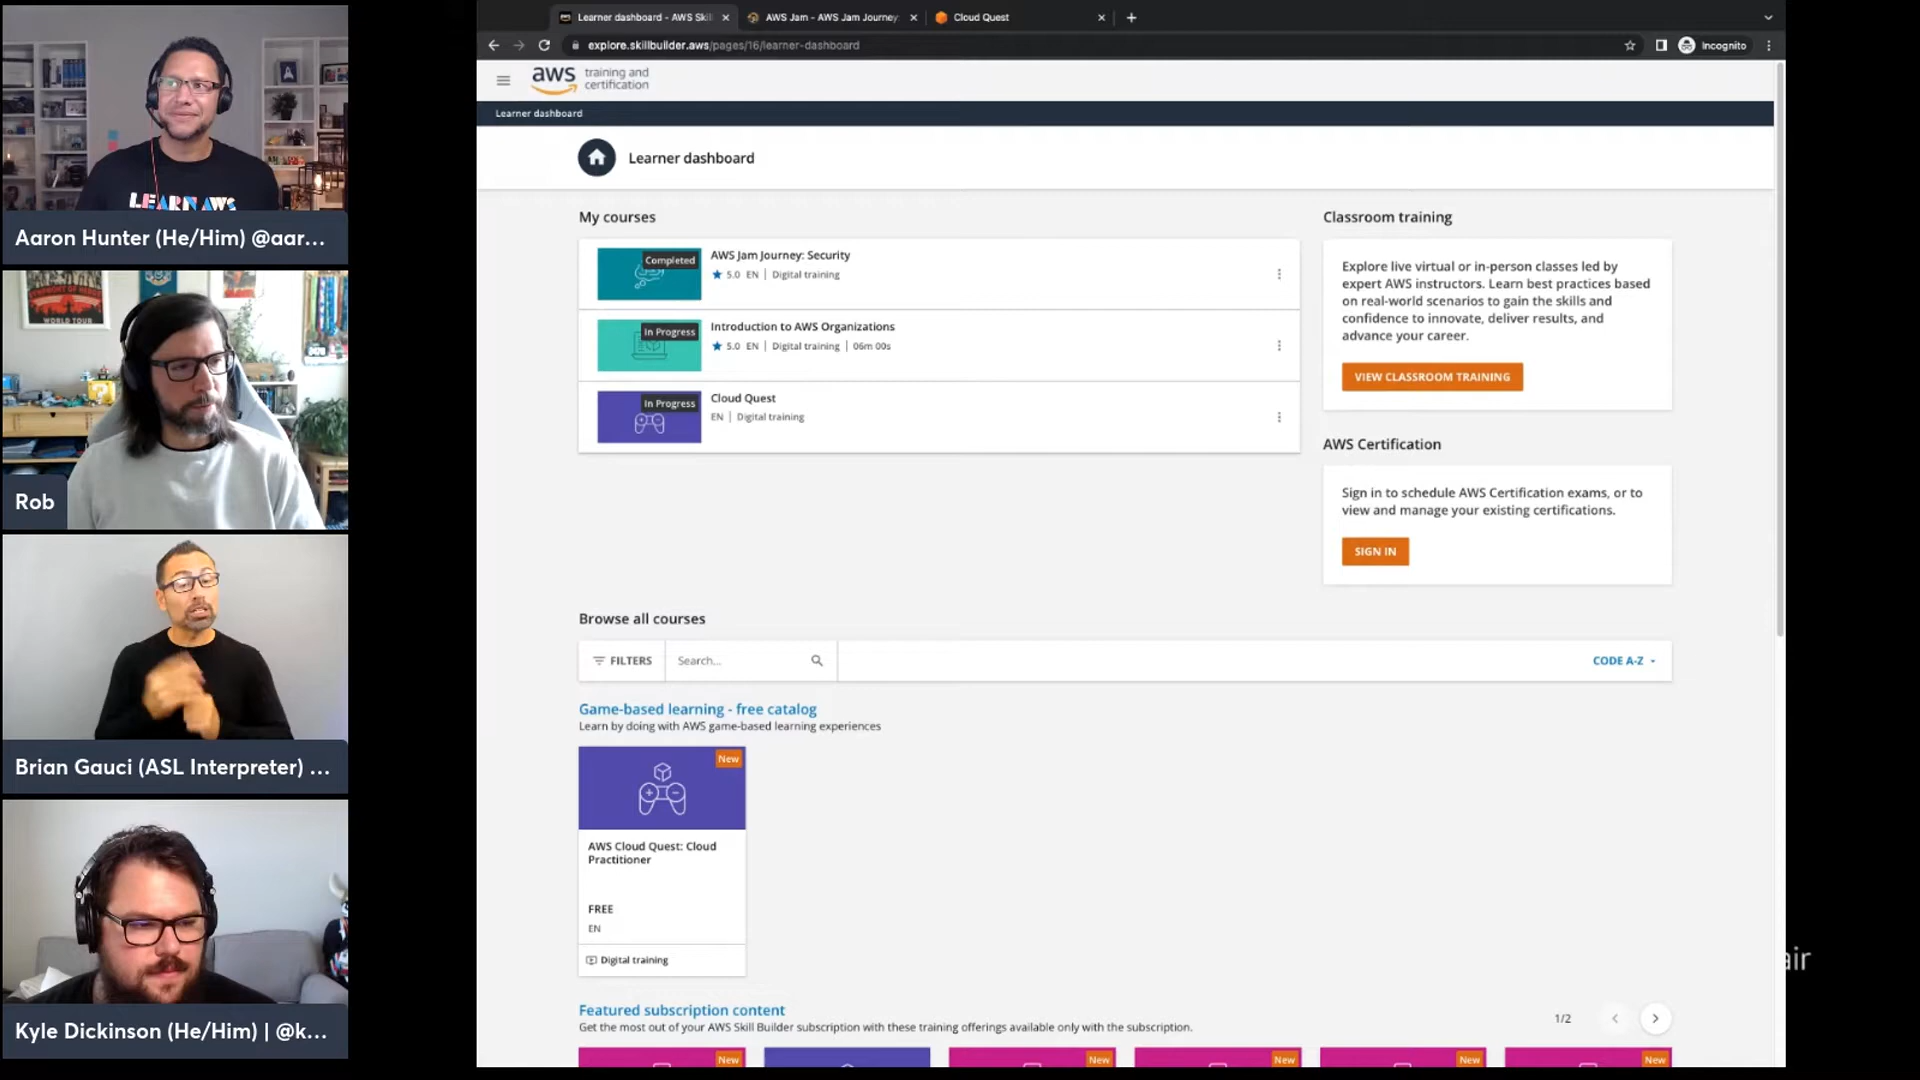 LEARN AWS
Aaron Hunter (He/Him) @aar...
WORLD TOUR
Rob
Brian Gauci (ASL Interpreter) ...
Kyle Dickinson (He/Him) | @k...
Learner dashboard - AWS Skil
AWS Jam - AWS Jam Journey:
Cloud Quest
explore.skillbuilder.aws/pages/16/learner-dashboard
Incognito
aws training and
certification
Learner dashboard
Learner dashboard
My courses
Completed
AWS Jam Journey: Security
5.0 EN | Digital training
In Progress
Introduction to AWS Organizations
5.0 EN | Digital training | 06m 00s
In Progress
Cloud Quest
EN | Digital training
Classroom training
Explore live virtual or in-person classes led by
expert AWS instructors. Learn best practices based
on real-world scenarios to gain the skills and
confidence to innovate, deliver results, and
advance your career.
VIEW CLASSROOM TRAINING
AWS Certification
Sign in to schedule AWS Certification exams, or to
view and manage your existing certifications.
SIGN IN
Browse all courses
FILTERS
Search...
CODE A-Z
Game-based learning - free catalog
Learn by doing with AWS game-based learning experiences
New
AWS Cloud Quest: Cloud
Practitioner
FREE
EN
Digital training
Featured subscription content
Get the most out of your AWS Skill Builder subscription with these training offerings available only with the subscription.
1/2
New
New
New
New
New
air